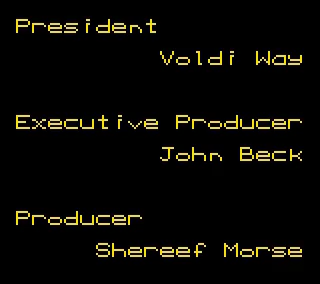 President
Voldi Way
Executive Producer
John Beck
Producer
Shereef Morse